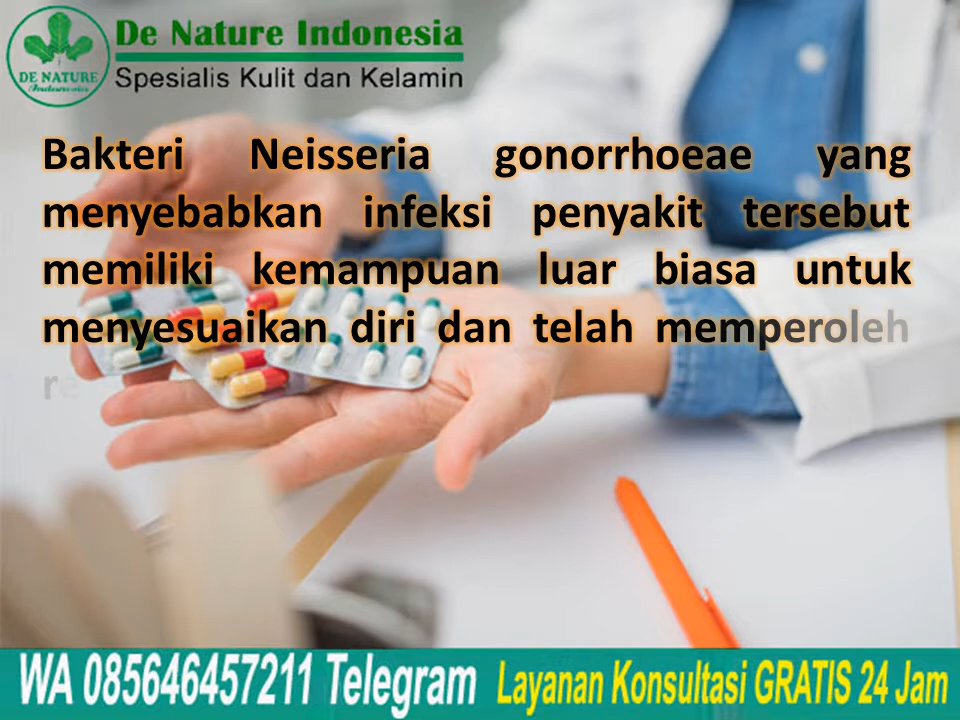 De Nature Indonesia
DE NATURE
Indonesia
Spesialis Kulit dan Kelamin
Bakteri Neisseria gonorrhoeae yang
menyebabkan infeksi penyakit tersebut
memiliki kemampuan luar biasa untuk
menyesuaikan diri dan telah memperoleh
WA 085646457211 Telegram Layanan Konsultasi GRATIS 24 Jam